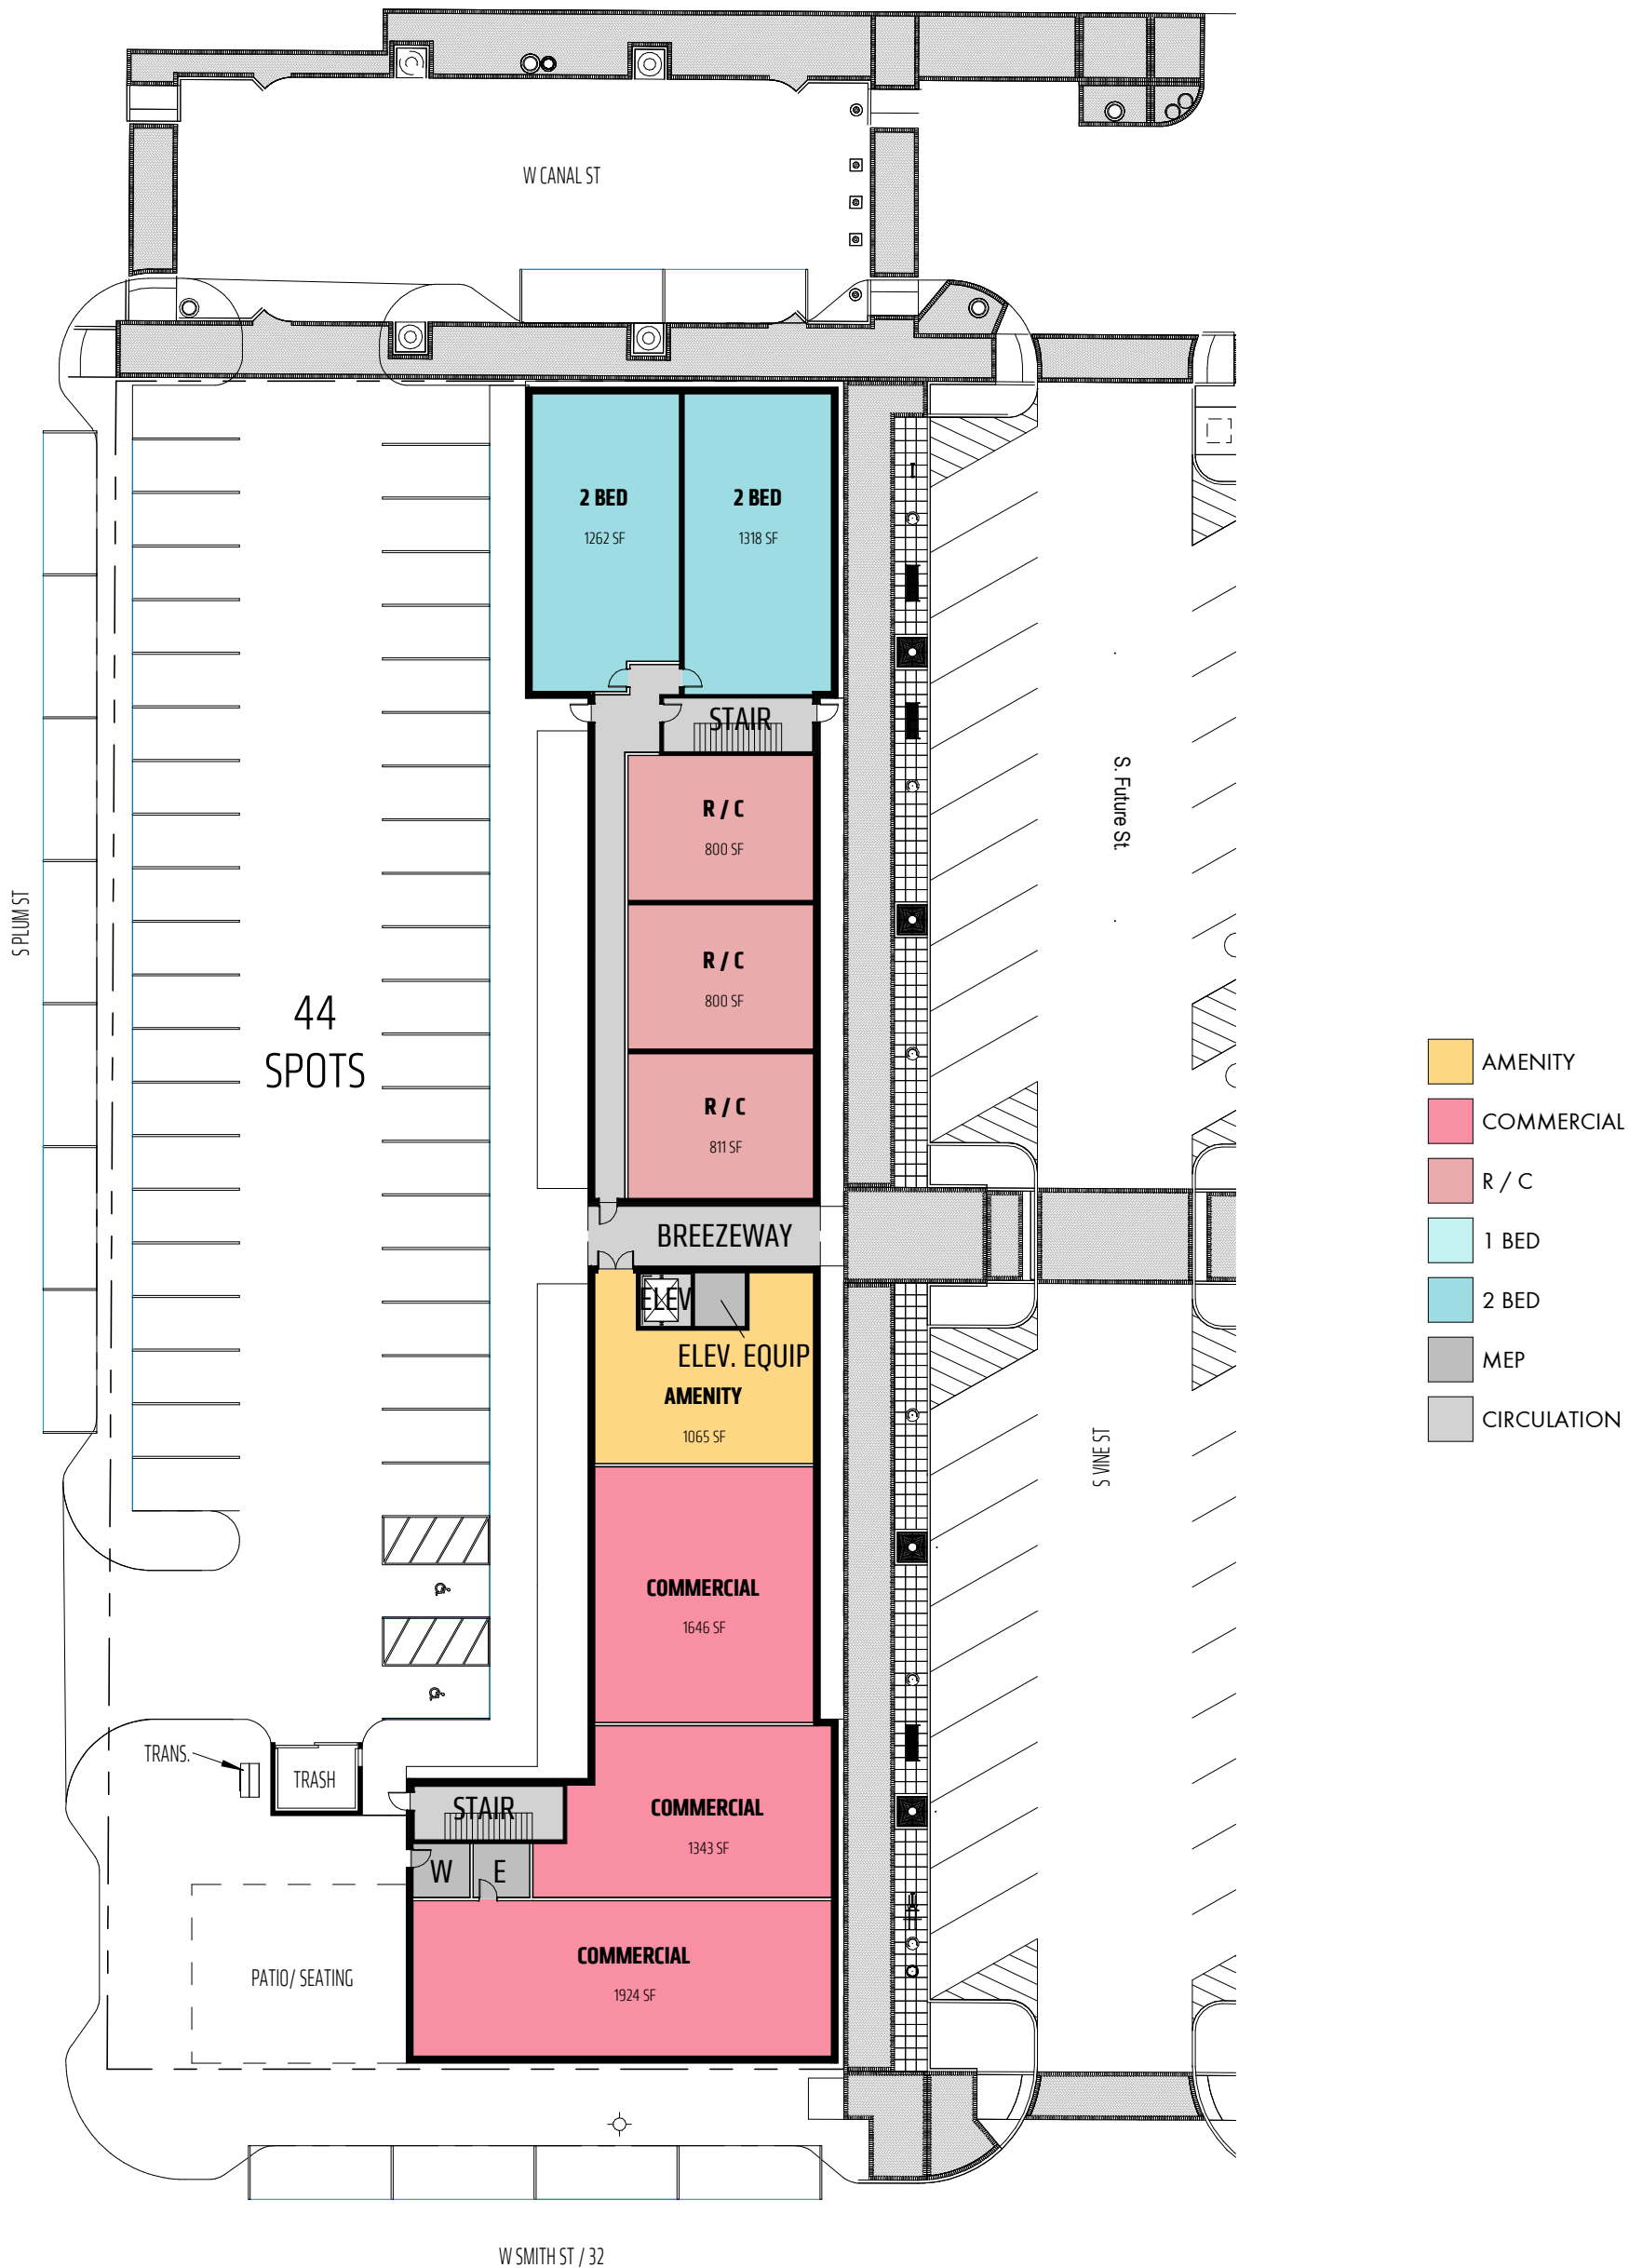 W CANAL ST
2 BED
1262 SF
2 BED
1318 SF
STAIR
R / C
800 SF
R / C
800 SF
R / C
811 SF
S. Future St.
S PLUM ST
44
SPOTS
BREEZEWAY
ELEV
ELEV. EQUIP
AMENITY
1065 SF
S VINE ST
COMMERCIAL
1646 SF
TRANS.
TRASH
STAIR
COMMERCIAL
1343 SF
W
E
COMMERCIAL
1924 SF
PATIO/ SEATING
W SMITH ST / 32
AMENITY
COMMERCIAL
R / C
1 BED
2 BED
MEP
CIRCULATION